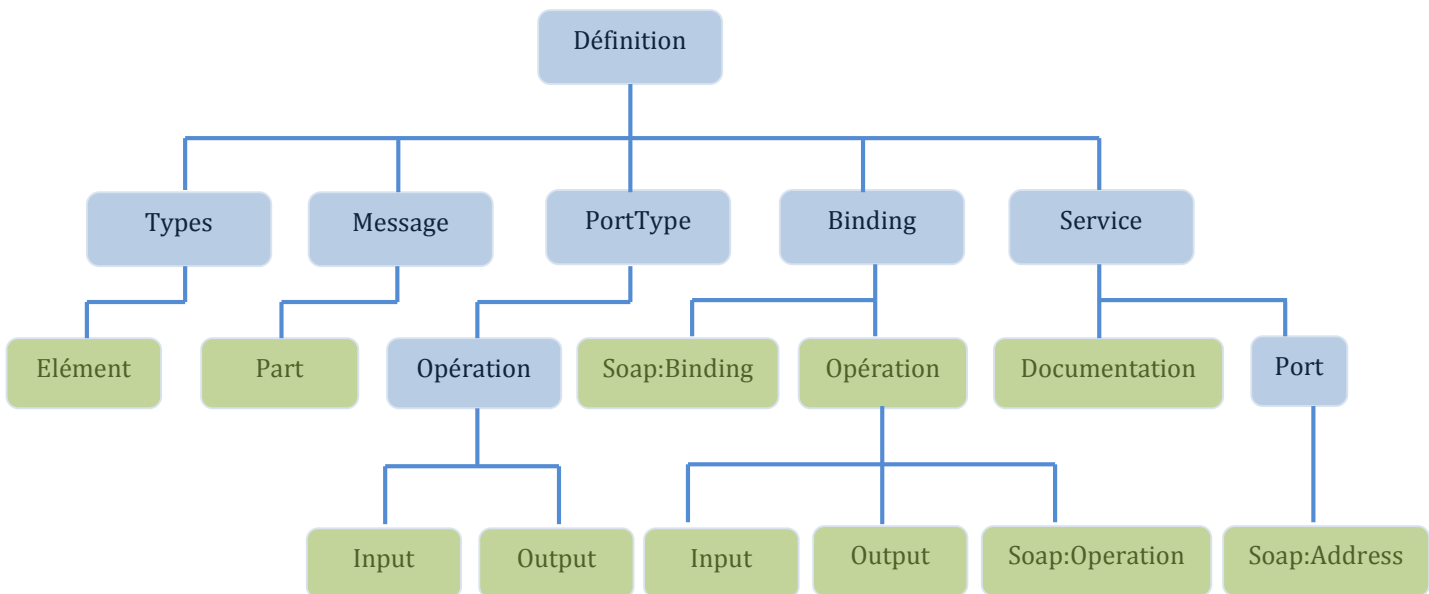 Définition
Types
Message
PortType
Binding
Service
Elément
Part
Opération
Soap:Binding
Opération
Documentation
Port
Input
Output
Input
Output
Soap:Operation
Soap:Address